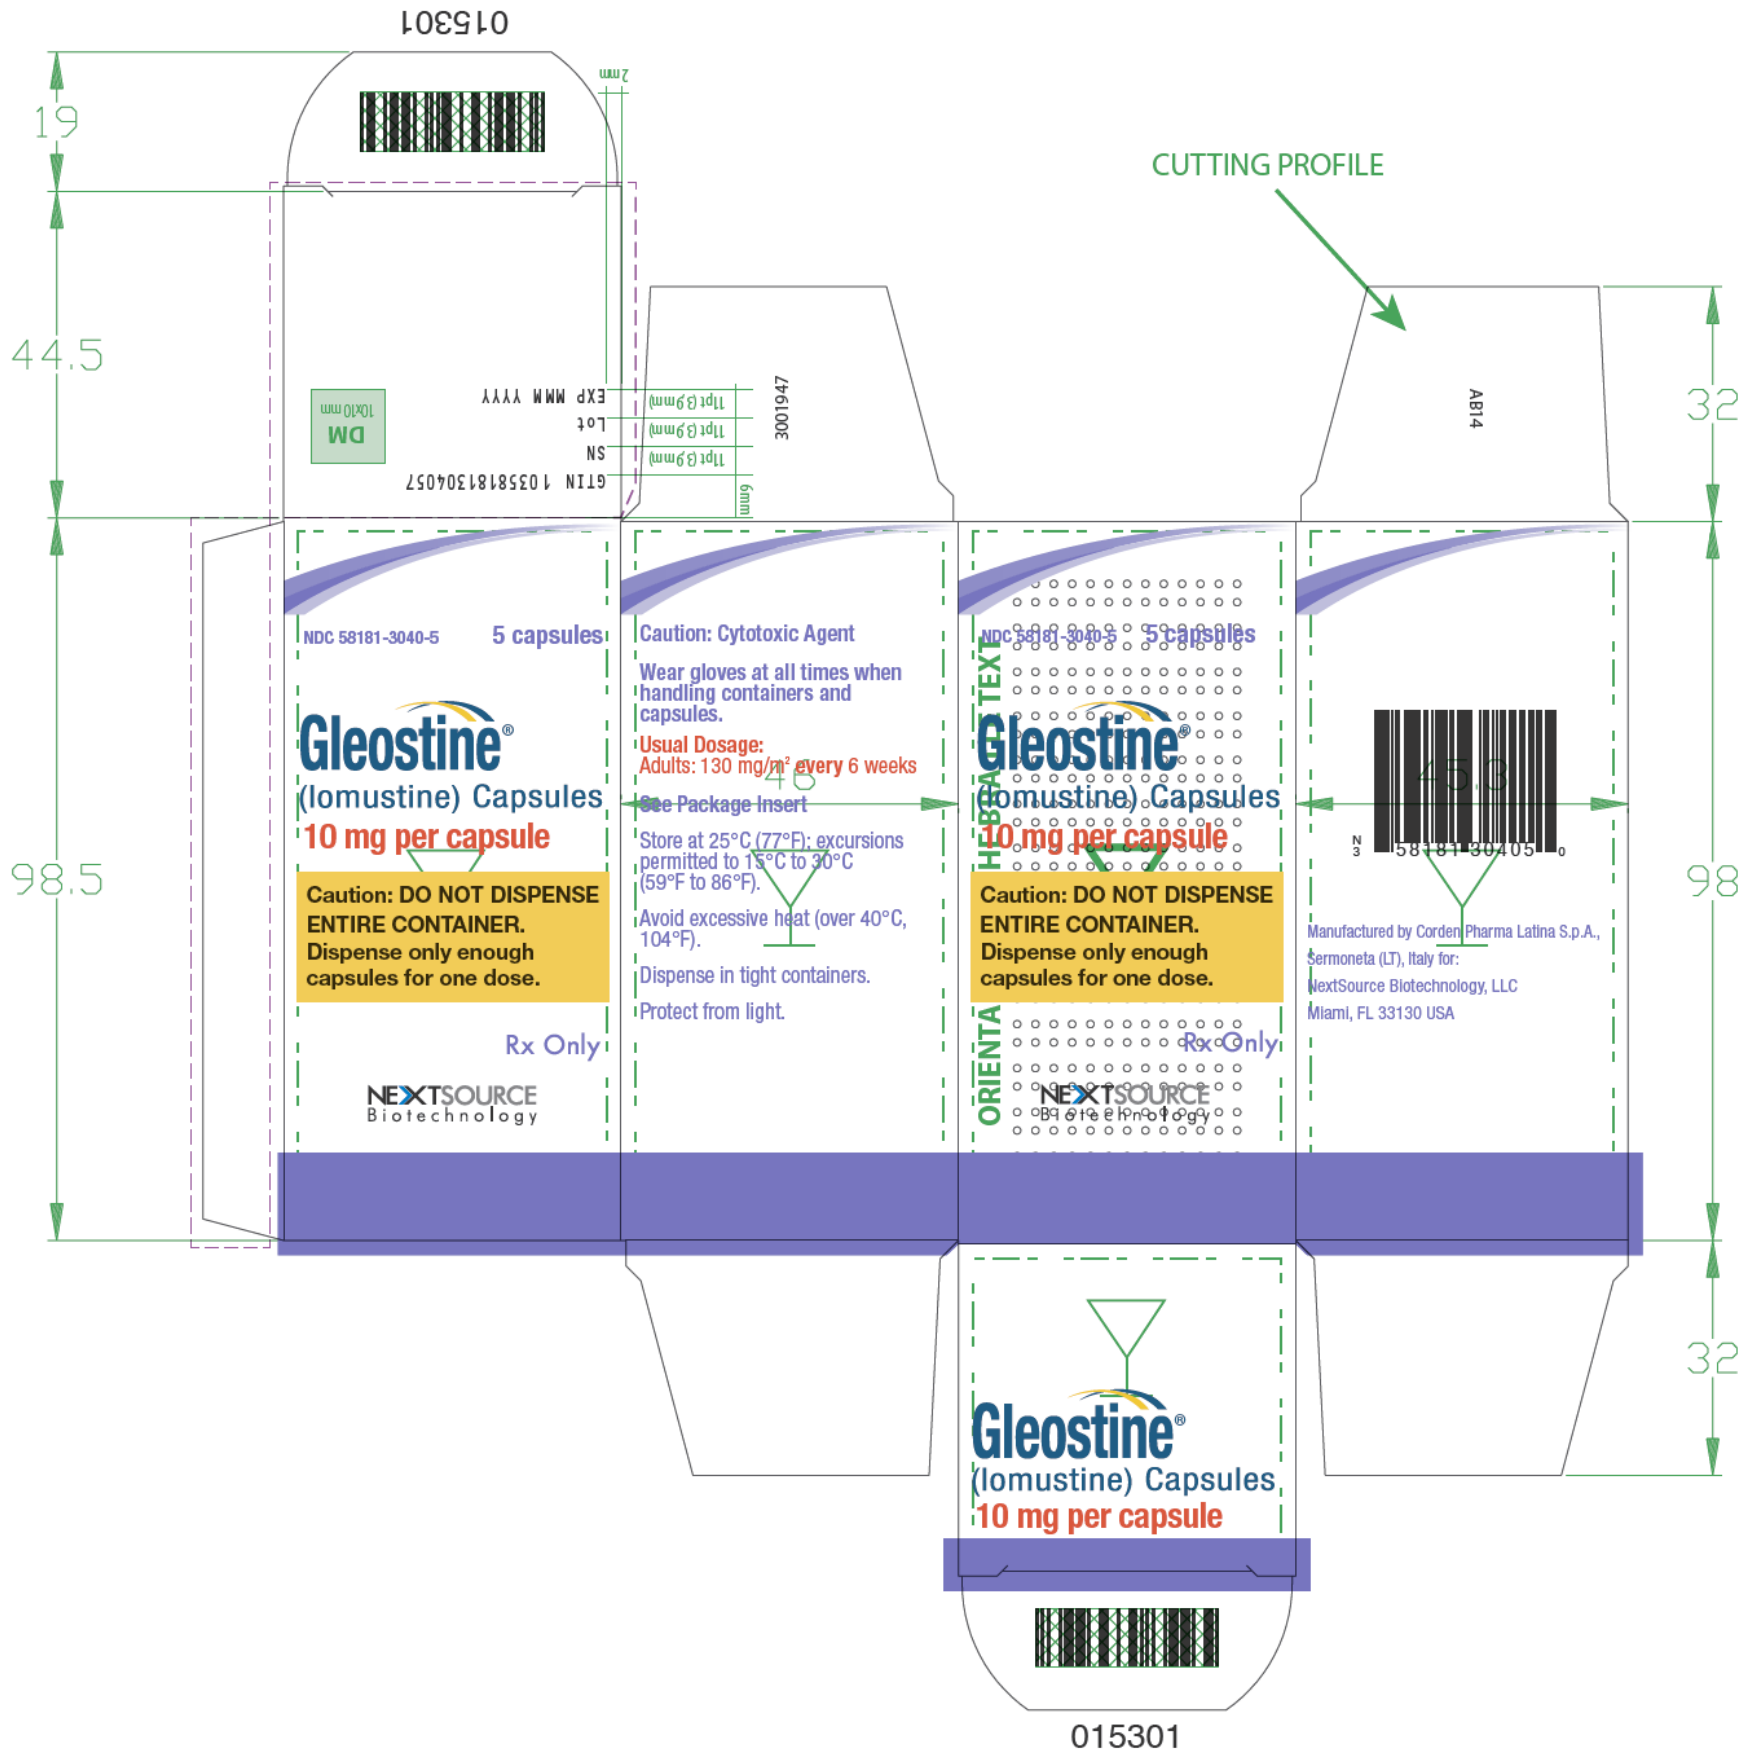 015301
2mm
19
CUTTING PROFILE
44.5
32
10x10 mm
DM
EXP MMM YYYY
Lot
SN
GTIN 10358181304057
11pt (3,9mm)
11pt (3,9mm)
11pt (3,9mm)
6mm
3001947
AB14
NDC 58181-3040-5 5 capsules
Gleostine®
(lomustine) Capsules
10 mg per capsule
Caution: DO NOT DISPENSE
ENTIRE CONTAINER.
Dispense only enough
capsules for one dose.
Rx Only
NEXTSOURCE
Biotechnology
98.5
Caution: Cytotoxic Agent
Wear gloves at all times when
handling containers and
capsules.
Usual Dosage:
Adults: 130 mg/m² every 6 weeks
46
See Package Insert
Store at 25°C (77°F); excursions
permitted to 15°C to 30°C
(59°F to 86°F).
Avoid excessive heat (over 40°C,
104°F).
Dispense in tight containers.
Protect from light.
NDC 58181-3040-5 5 capsules
Gleostine®
(lomustine) Capsules
10 mg per capsule
Caution: DO NOT DISPENSE
ENTIRE CONTAINER.
Dispense only enough
capsules for one dose.
Rx Only
NEXTSOURCE
Biotechnology
TEXT
45.3
N
3 58181-30405 0
Manufactured by Corden Pharma Latina S.p.A.,
Sermoneta (LT), Italy for:
NextSource Biotechnology, LLC
Miami, FL 33130 USA
98
32
Gleostine®
(lomustine) Capsules
10 mg per capsule
015301